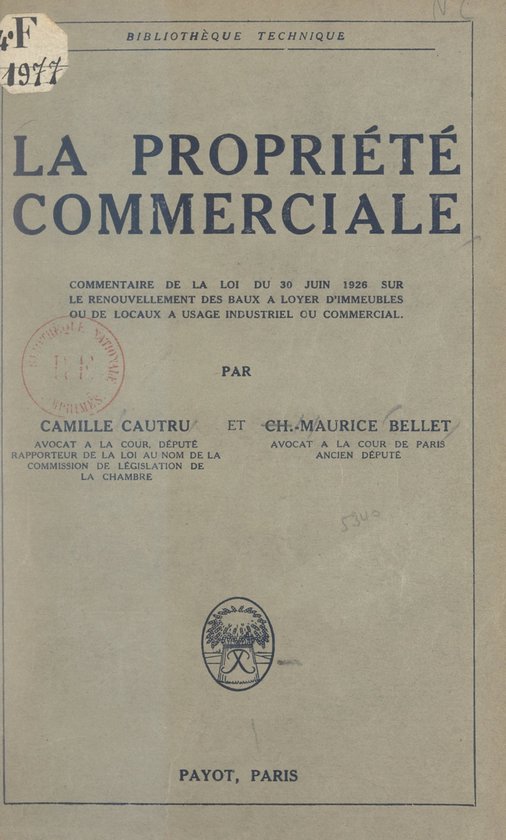 4°F
1977
BIBLIOTHÈQUE TECHNIQUE
LA PROPRIÉTÉ
COMMERCIALE
COMMENTAIRE DE LA LOI DU 30 JUIN 1926 SUR
LE RENOUVELLEMENT DES BAUX A LOYER D'IMMEUBLES
OU DE LOCAUX A USAGE INDUSTRIEL OU COMMERCIAL.
PAR
CAMILLE CAUTRU ET CH.-MAURICE BELLET
AVOCAT A LA COUR, DÉPUTÉ
RAPPORTEUR DE LA LOI AU NOM DE LA
COMMISSION DE LÉGISLATION DE
LA CHAMBRE
AVOCAT A LA COUR DE PARIS
ANCIEN DÉPUTÉ
5340
PAYOT, PARIS